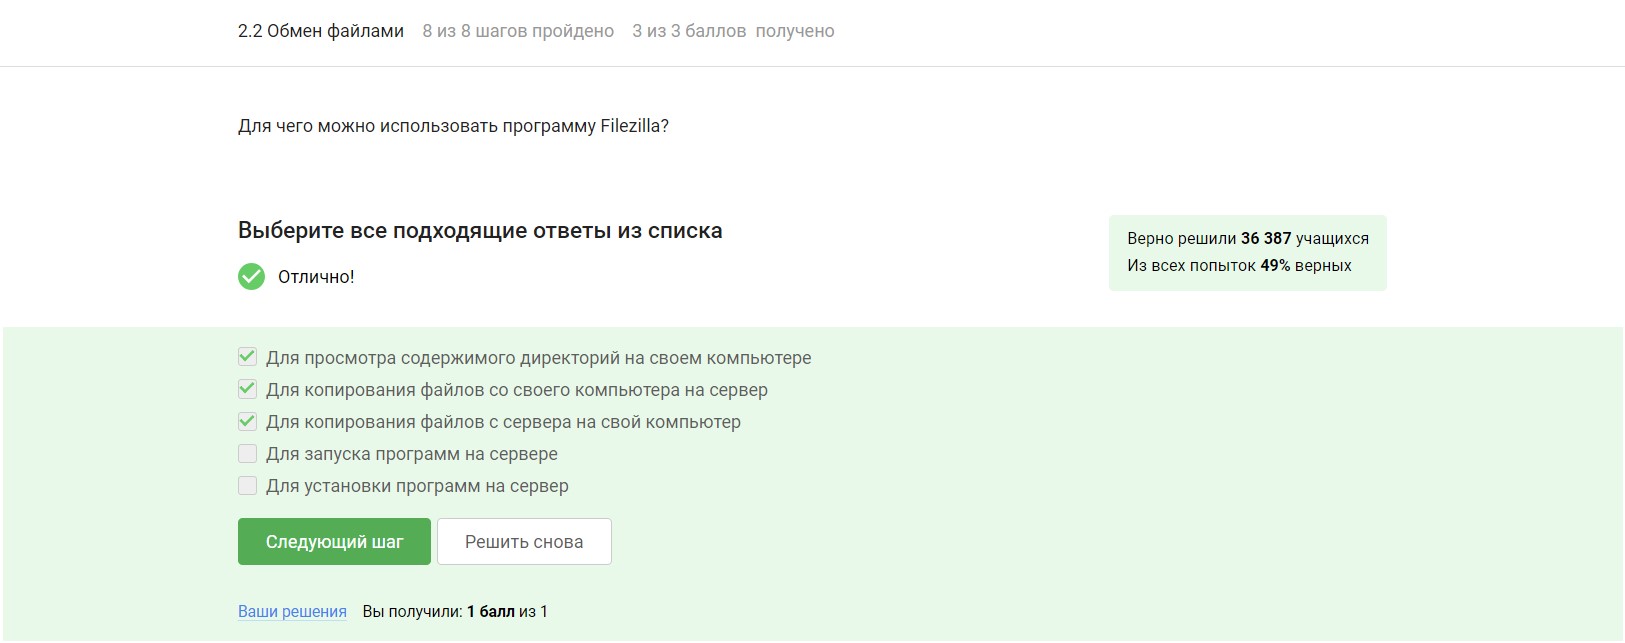 2.2 Обмен файлами 8 из 8 шагов пройдено 3 из 3 баллов получено
Для чего можно использовать программу Filezilla?
Выберите все подходящие ответы из списка
Отлично!
Верно решили 36 387 учащихся
Из всех попыток 49% верных
Для просмотра содержимого директорий на своем компьютере
Для копирования файлов со своего компьютера на сервер
Для копирования файлов с сервера на свой компьютер
Для запуска программ на сервере
Для установки программ на сервер
Следующий шаг Решить снова
Ваши решения Вы получили: 1 балл из 1